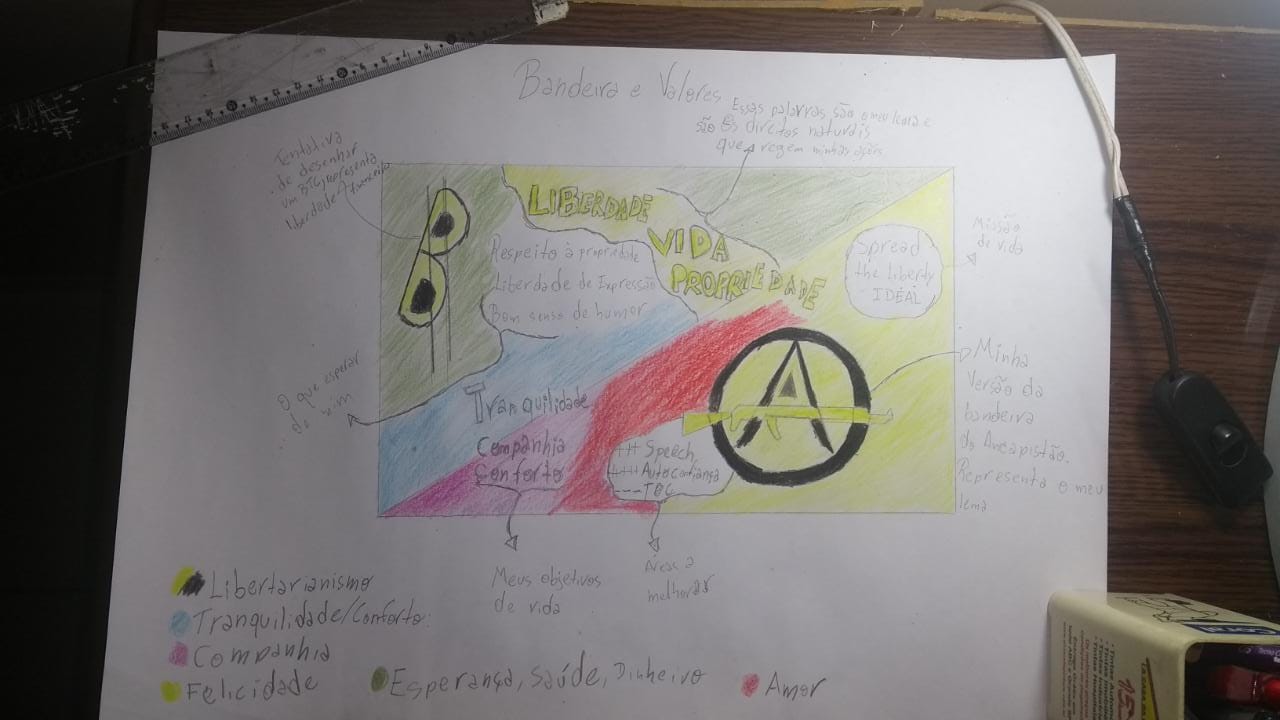 Bandeira e Valores
Essas palavras são o meu lema e
são os direitos naturais
que regem minhas ações.
Tentativa
de desenhar
um BTC, representa
liberdade financeira
LIBERDADE
VIDA
PROPRIEDADE
Respeito à propriedade
Liberdade de Expressão
Bom senso de humor
Spread
the liberty
IDEAL
Missão
de vida
O que esperar
de mim
Tranquilidade
Companhia
Conforto
+++ Speech,
+++ Autoconfiança
--- TOC
A
Minha
versão da
bandeira
do Ancapistão.
Representa o meu
lema
Meus objetivos
de vida
Áreas a
melhorar
Libertarianismo
Tranquilidade/Conforto
Companhia
Felicidade
Esperança, Saúde, Dinheiro
Amor
Coral